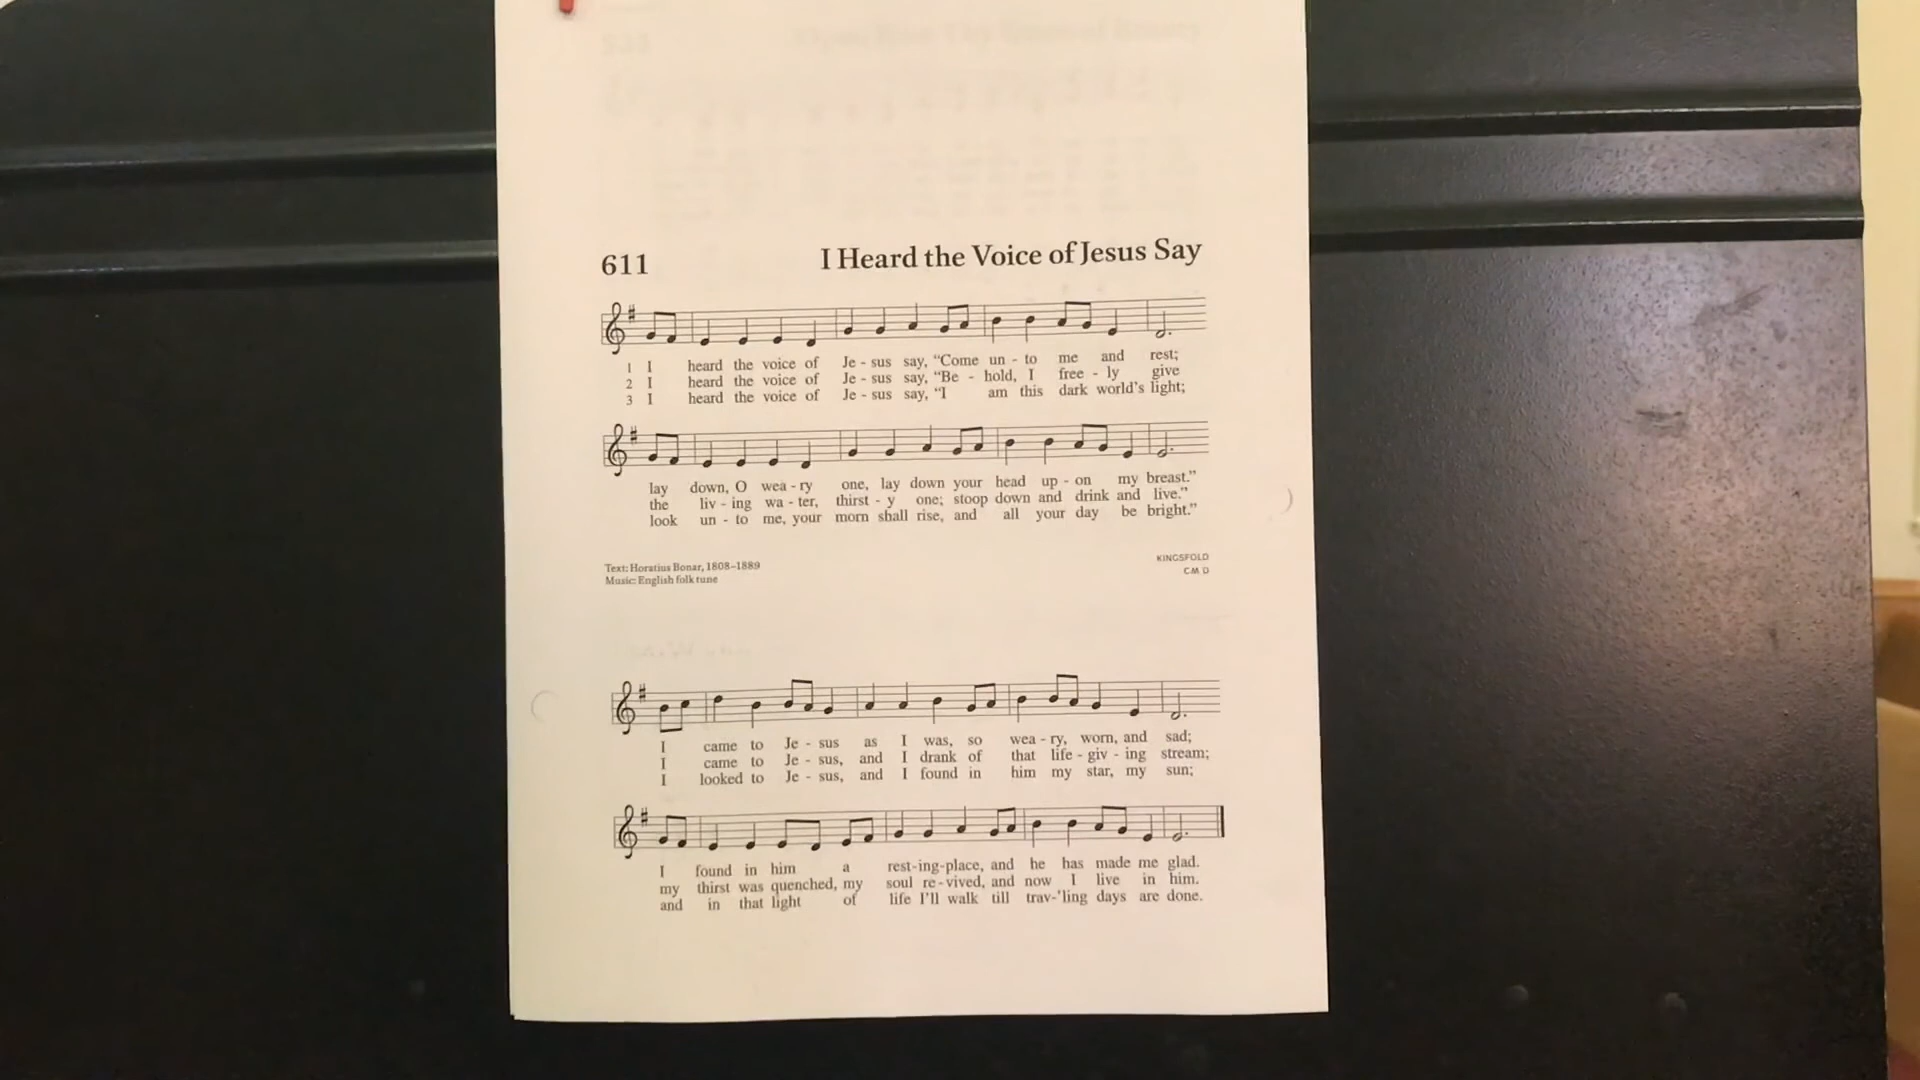 611 I Heard the Voice of Jesus Say
1 I heard the voice of Je - sus say, “Come un - to me and rest;
2 I heard the voice of Je - sus say, “Be - hold, I free - ly give
3 I heard the voice of Je - sus say, “I am this dark world’s light;
lay down, O wea - ry one, lay down your head up - on my breast.”
the liv - ing wa - ter, thirst - y one; stoop down and drink and live.”
look un - to me, your morn shall rise, and all your day be bright.”
Text: Horatius Bonar, 1808–1889 KINGSFOLD
Music: English folk tune CM D
I came to Je - sus as I was, so wea - ry, worn, and sad;
I came to Je - sus, and I drank of that life - giv - ing stream;
I looked to Je - sus, and I found in him my star, my sun;
I found in him a rest-ing-place, and he has made me glad.
my thirst was quenched, my soul re - vived, and now I live in him.
and in that light of life I’ll walk till trav-’ling days are done.